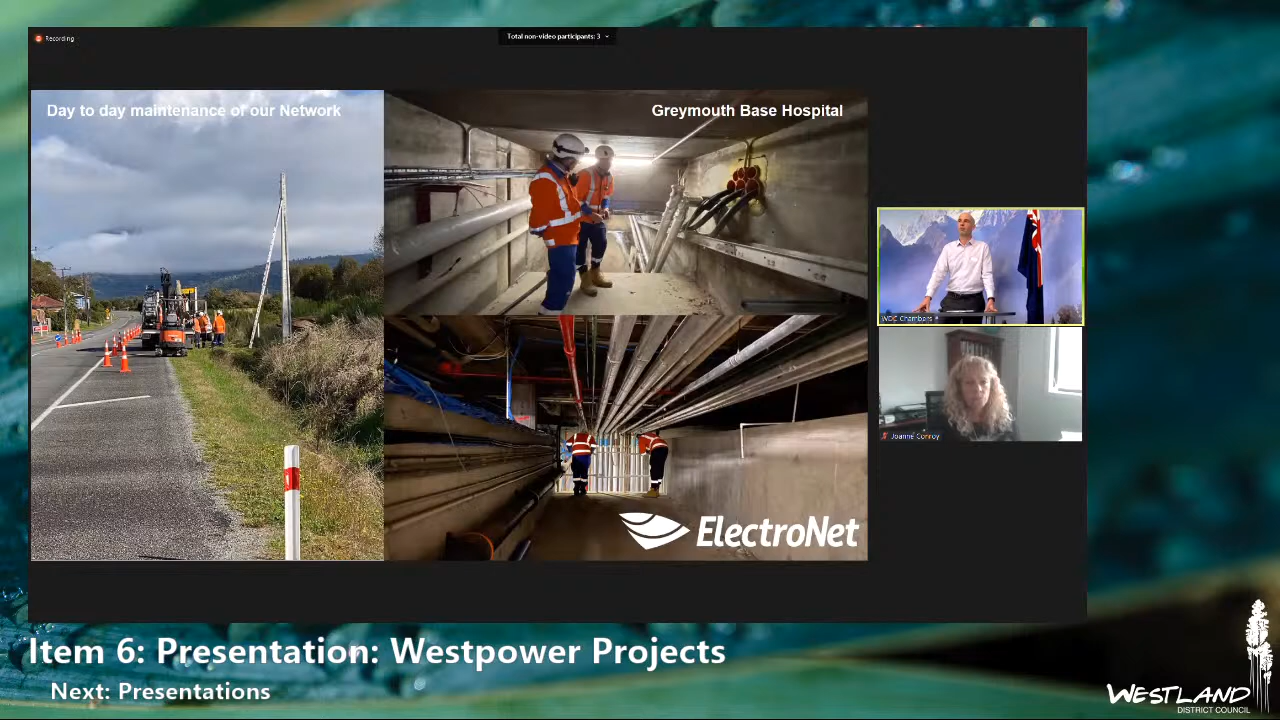 Recording
Total non-video participants: 3
Day to day maintenance of our Network
Greymouth Base Hospital
WDC Chambers
Joanne Conroy
ElectroNet
Item 6: Presentation: Westpower Projects
Next: Presentations
WESTLAND
DISTRICT COUNCIL